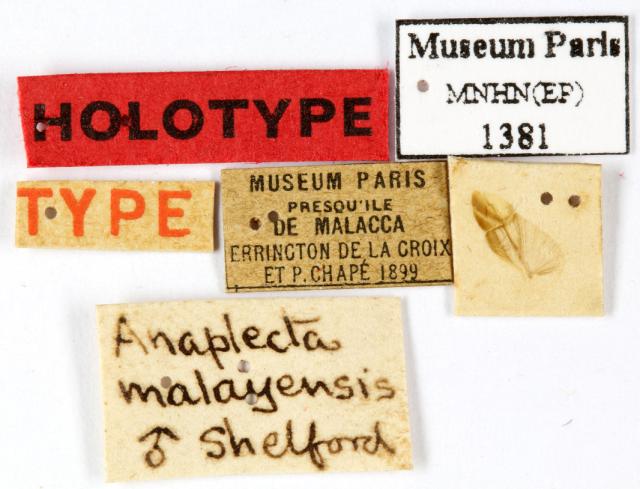 HOLOTYPE
Museum Paris
MNHN(EP)
1381
TYPE
MUSEUM PARIS
PRESQU'ILE
DE MALACCA
ERRINGTON DE LA CROIX
ET P. CHAPÉ 1899
Anaplecta
malayensis
♂ Shelford